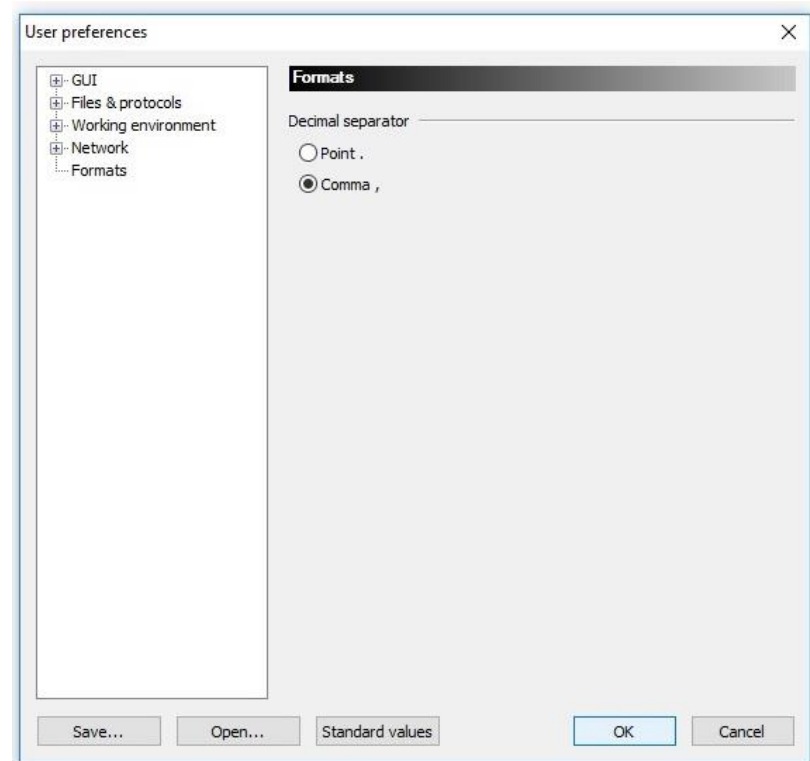 User preferences
GUI
Files & protocols
Working environment
Network
Formats
Formats
Decimal separator
Point .
Comma ,
Save...
Open...
Standard values
OK
Cancel